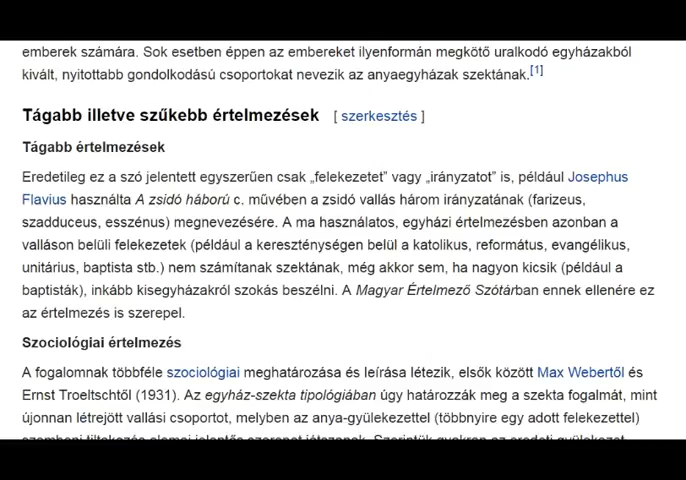 emberek számára. Sok esetben éppen az embereket ilyenformán megkötő uralkodó egyházakból
kivált, nyitottabb gondolkodású csoportokat nevezik az anyaegyházak szektának.[1]
Tágabb illetve szűkebb értelmezések [ szerkesztés ]
Tágabb értelmezések
Eredetileg ez a szó jelentett egyszerűen csak „felekezetet” vagy „irányzatot” is, például Josephus
Flavius használta A zsidó háború c. művében a zsidó vallás három irányzatának (farizeus,
szadduceus, esszénus) megnevezésére. A ma használatos, egyházi értelmezésben azonban a
valláson belüli felekezetek (például a kereszténységen belül a katolikus, református, evangélikus,
unitárius, baptista stb.) nem számítanak szektának, még akkor sem, ha nagyon kicsik (például a
baptisták), inkább kisegyházakról szokás beszélni. A Magyar Értelmező Szótárban ennek ellenére ez
az értelmezés is szerepel.
Szociológiai értelmezés
A fogalomnak többféle szociológiai meghatározása és leírása létezik, elsők között Max Webertől és
Ernst Troeltschtől (1931). Az egyház-szekta tipológiában úgy határozzák meg a szekta fogalmát, mint
újonnan létrejött vallási csoportot, melyben az anya-gyülekezettel (többnyire egy adott felekezettel)